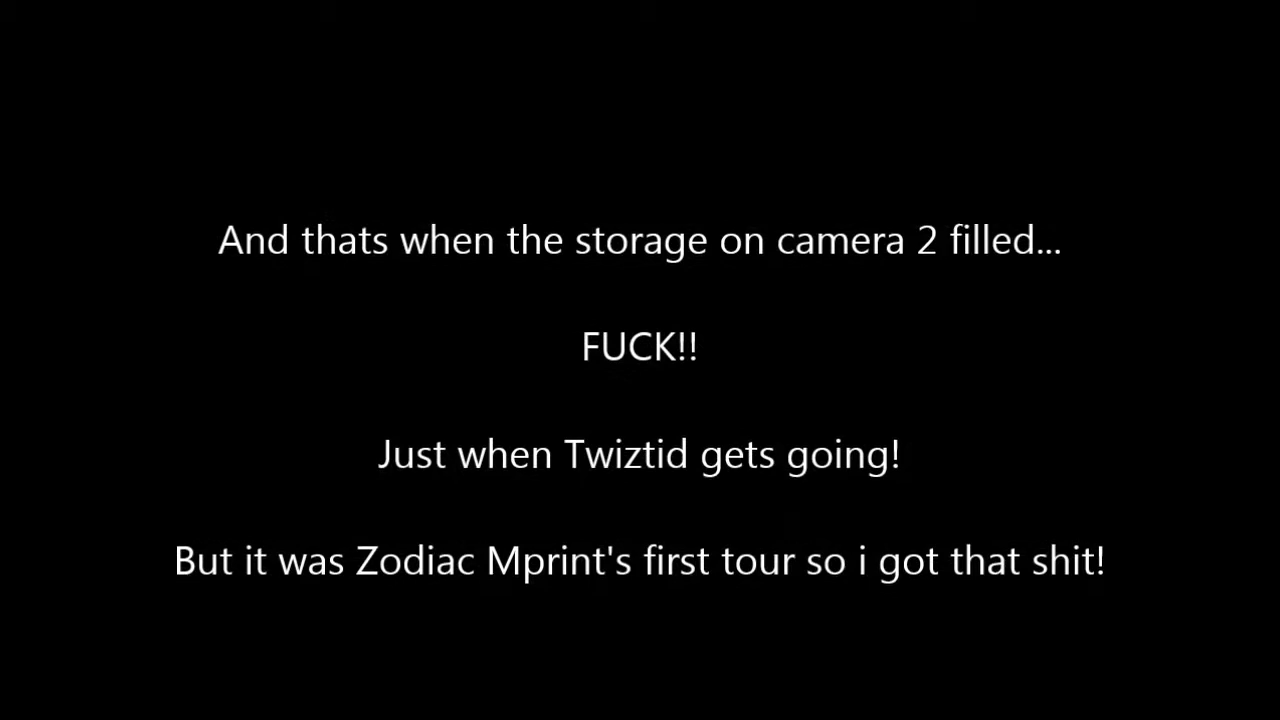 And thats when the storage on camera 2 filled...
FUCK!!
Just when Twiztid gets going!
But it was Zodiac Mprint's first tour so i got that shit!